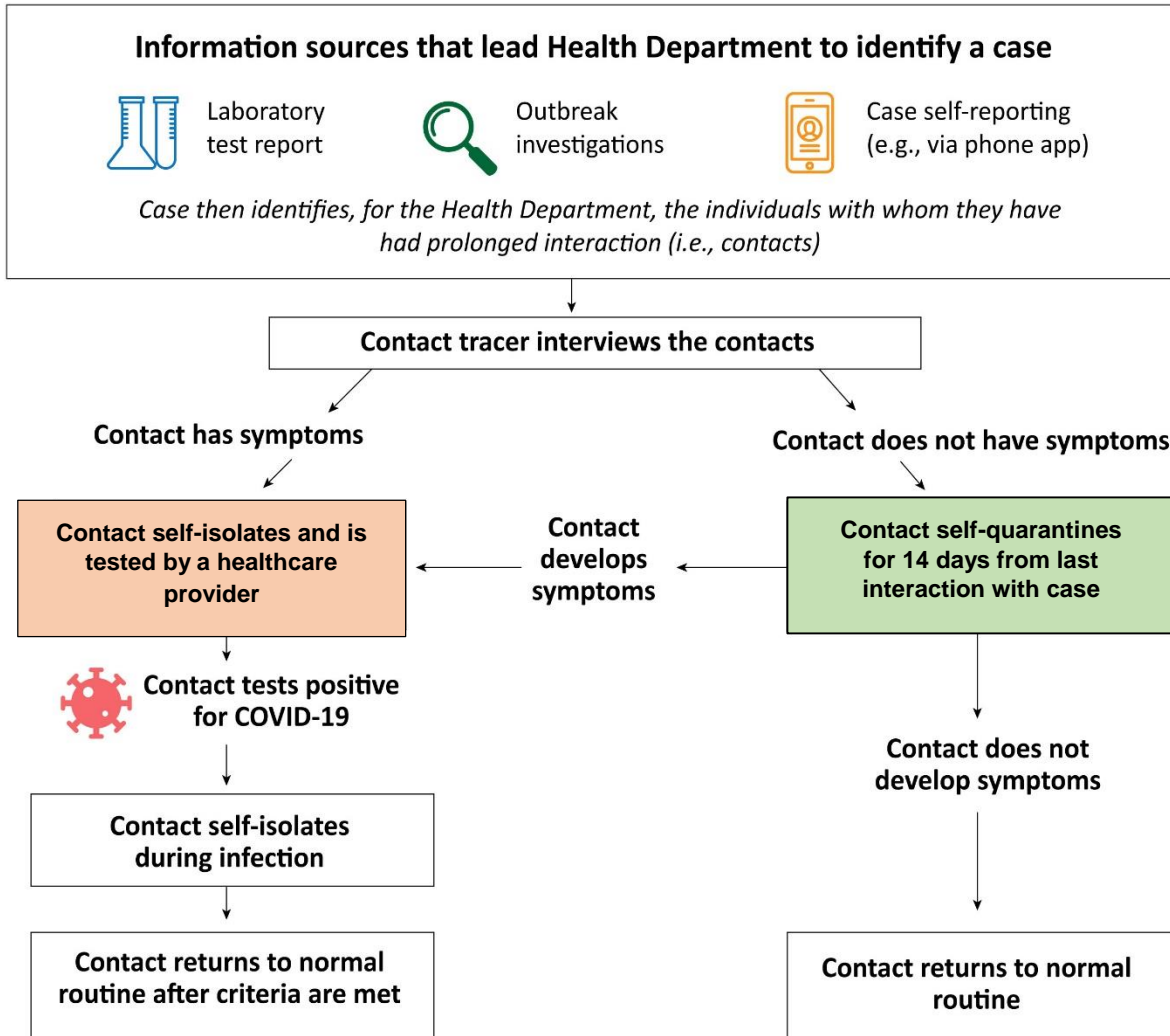 Information sources that lead Health Department to identify a case
Laboratory
test report
Outbreak
investigations
Case self-reporting
(e.g., via phone app)
Case then identifies, for the Health Department, the individuals with whom they have
had prolonged interaction (i.e., contacts)
Contact tracer interviews the contacts
Contact has symptoms
Contact does not have symptoms
Contact self-isolates and is
tested by a healthcare
provider
Contact
develops
symptoms
Contact self-quarantines
for 14 days from last
interaction with case
Contact tests positive
for COVID-19
Contact does not
develop symptoms
Contact self-isolates
during infection
Contact returns to normal
routine after criteria are met
Contact returns to normal
routine